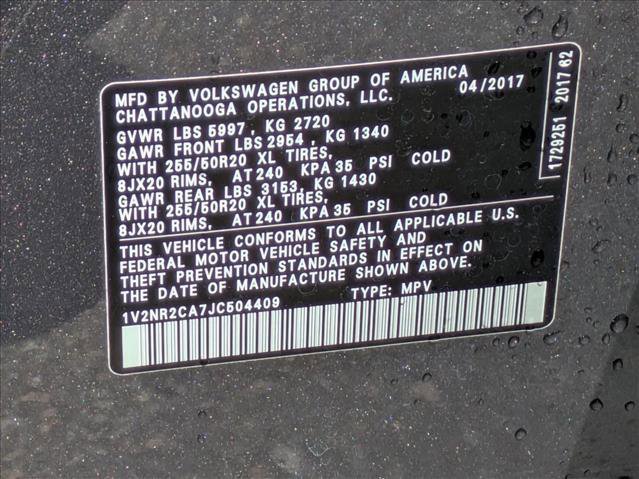 MFD BY VOLKSWAGEN GROUP OF AMERICA
CHATTANOOGA OPERATIONS, LLC. 04/2017
GVWR LBS 5997, KG 2720
GAWR FRONT LBS 2954, KG 1340
WITH 255/50R20 XL TIRES,
8JX20 RIMS, AT 240 KPA 35 PSI COLD
GAWR REAR LBS 3153, KG 1430
WITH 255/50R20 XL TIRES,
8JX20 RIMS, AT 240 KPA 35 PSI COLD
THIS VEHICLE CONFORMS TO ALL APPLICABLE U.S.
FEDERAL MOTOR VEHICLE SAFETY AND
THEFT PREVENTION STANDARDS IN EFFECT ON
THE DATE OF MANUFACTURE SHOWN ABOVE.
1V2NR2CA7JC504409 TYPE: MPV
1729251 2017 62